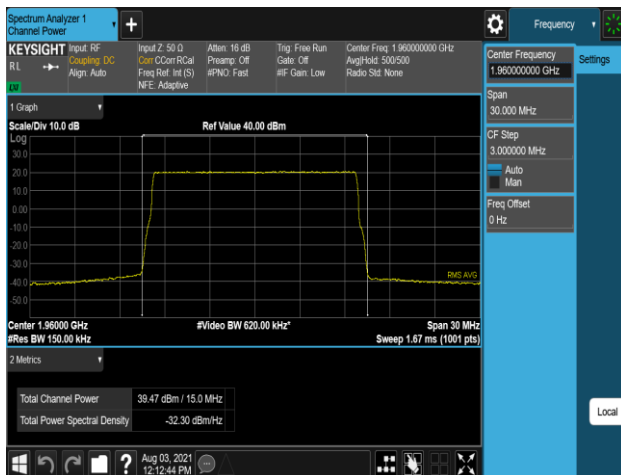 Spectrum Analyzer 1
Channel Power
+
Frequency
KEYSIGHT
RL
LXI
Input: RF
Coupling: DC
Align: Auto
Input Z: 50 Ω
Corr CCorr RCal
Freq Ref: Int (S)
NFE: Adaptive
Atten: 16 dB
Preamp: Off
#PNO: Fast
Trig: Free Run
Gate: Off
#IF Gain: Low
Center Freq: 1.960000000 GHz
Avg|Hold: 500/500
Radio Std: None
Center Frequency
1.960000000 GHz
Settings
Span
30.000 MHz
CF Step
3.000000 MHz
Auto
Man
Freq Offset
0 Hz
1 Graph
Scale/Div 10.0 dB
Ref Value 40.00 dBm
Log
30.0
20.0
10.0
0.00
-10.0
-20.0
-30.0
-40.0
-50.0
RMS AVG
Center 1.96000 GHz
#Video BW 620.00 kHz*
Span 30 MHz
#Res BW 150.00 kHz
Sweep 1.67 ms (1001 pts)
2 Metrics
Total Channel Power 39.47 dBm / 15.0 MHz
Total Power Spectral Density -32.30 dBm/Hz
Local
?
Aug 03, 2021
12:12:44 PM